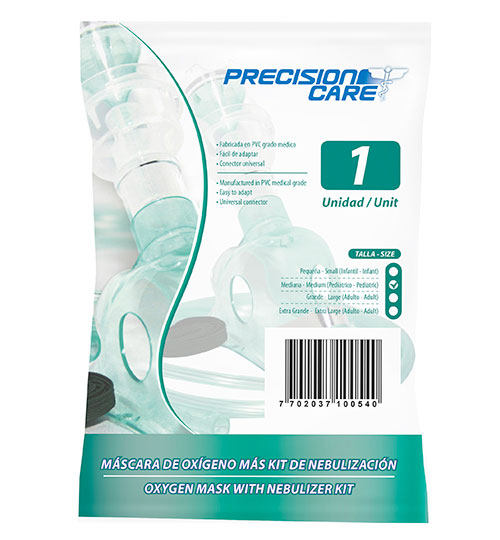 PRECISION
CARE
• Fabricada en PVC grado médico
• Fácil de adaptar
• Conector universal
• Manufactured in PVC medical grade
• Easy to adapt
• Universal connector
1
Unidad / Unit
TALLA - SIZE
Pequeña - Small (Infantil - Infant)
Mediana - Medium (Pediátrico - Pediatric)
Grande - Large (Adulto - Adult)
Extra Grande - Extra Large (Adulto - Adult)
7 702037 100540
MÁSCARA DE OXÍGENO MÁS KIT DE NEBULIZACIÓN
OXYGEN MASK WITH NEBULIZER KIT